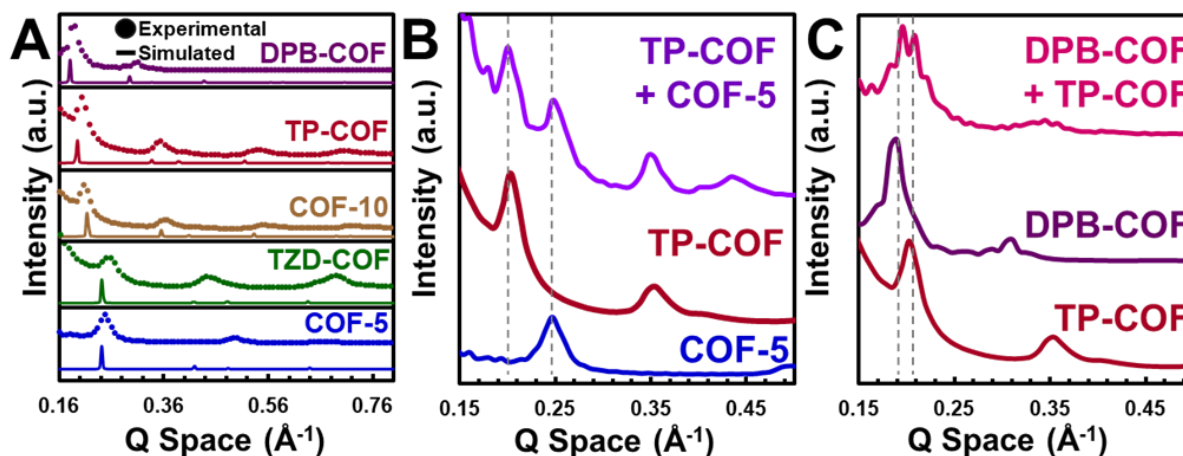 A
Experimental
Simulated
DPB-COF
TP-COF
COF-10
TZD-COF
COF-5
Intensity (a.u.)
0.16 0.36 0.56 0.76
Q Space (Å-1)
B
TP-COF
+ COF-5
TP-COF
COF-5
Intensity (a.u.)
0.15 0.25 0.35 0.45
Q Space (Å-1)
C
DPB-COF
+ TP-COF
DPB-COF
TP-COF
Intensity (a.u.)
0.15 0.25 0.35 0.45
Q Space (Å-1)